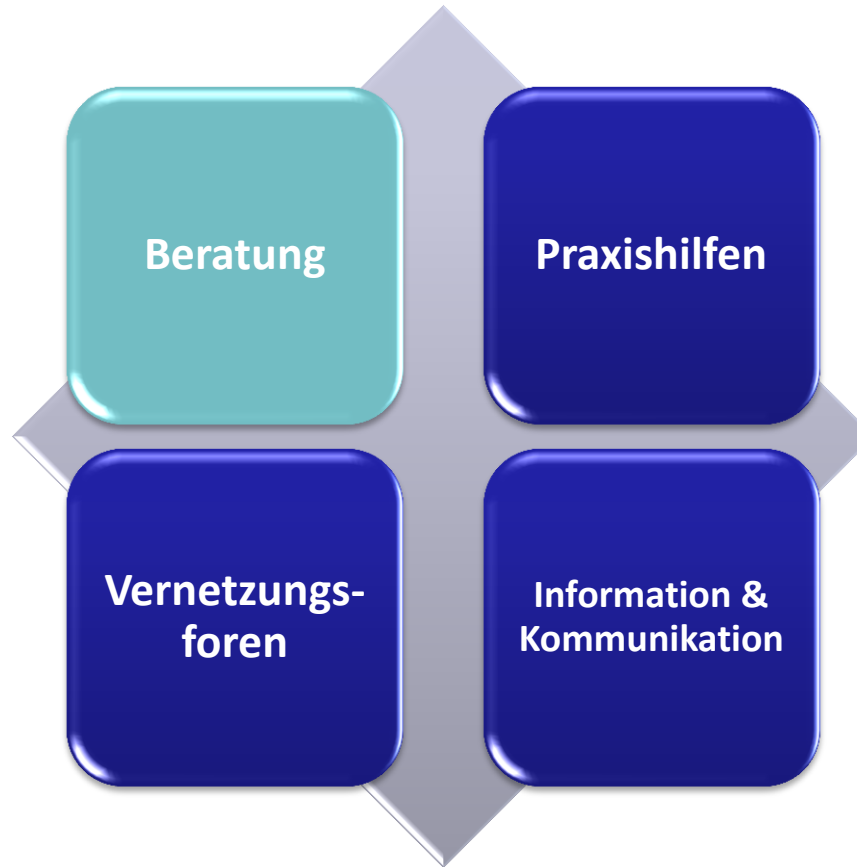 Beratung
Praxishilfen
Vernetzungs-
foren
Information &
Kommunikation